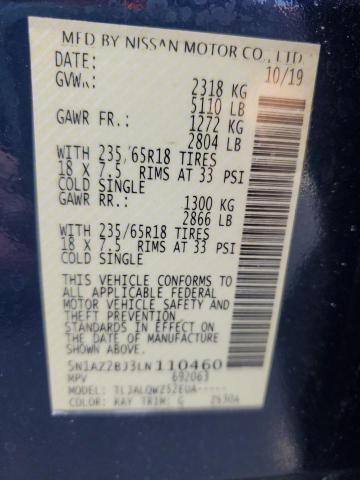 MFD BY NISSAN MOTOR CO., LTD.
DATE: 10/19
GVWR: 2318 KG
5110 LB
GAWR FR.: 1272 KG
2804 LB
WITH 235/65R18 TIRES
18 X 7.5 RIMS AT 33 PSI
COLD SINGLE
GAWR RR.: 1300 KG
2866 LB
WITH 235/65R18 TIRES
18 X 7.5 RIMS AT 33 PSI
COLD SINGLE
THIS VEHICLE CONFORMS TO
ALL APPLICABLE FEDERAL
MOTOR VEHICLE SAFETY AND
THEFT PREVENTION
STANDARDS IN EFFECT ON THE
DATE OF MANUFACTURE SHOWN
ABOVE.
5N1AZ2BJ3LN110460
MPV 692063
COLOR: RAY TRIM: G